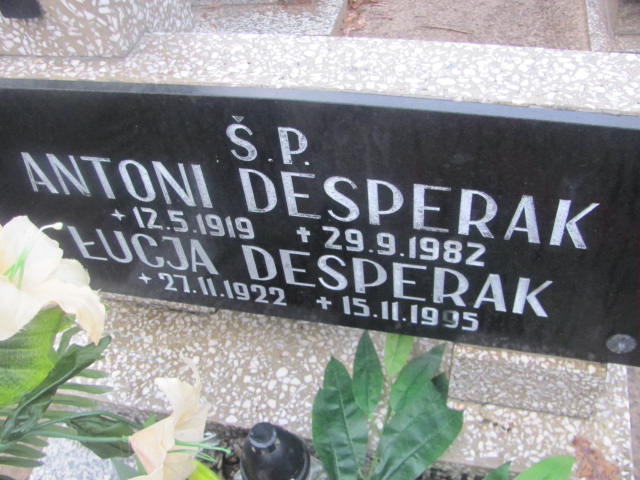 Š.P.
ANTONI DESPERAK
+12.5.1919 +29.9.1982
ŁUCJA DESPERAK
+27.11.1922 +15.11.1995